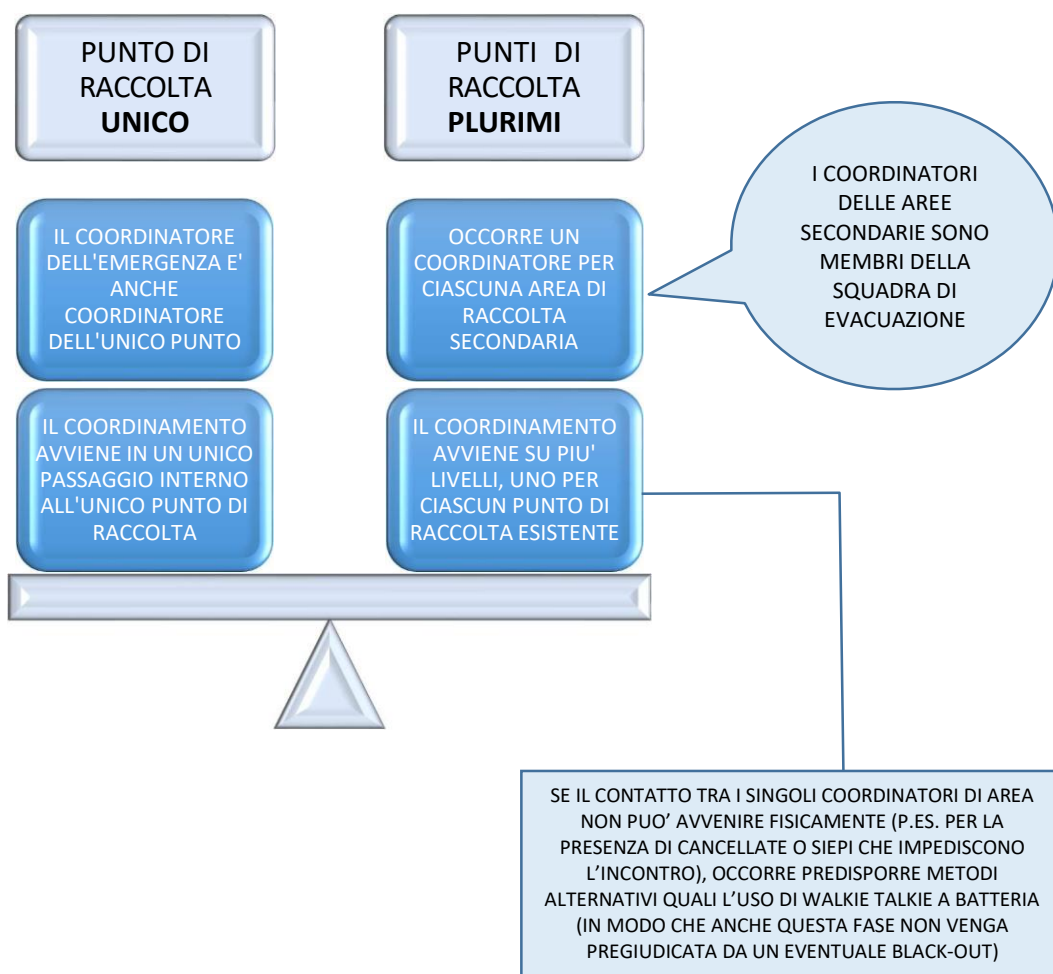 PUNTO DI
RACCOLTA
UNICO
PUNTI DI
RACCOLTA
PLURIMI
IL COORDINATORE
DELL'EMERGENZA E'
ANCHE
COORDINATORE
DELL'UNICO PUNTO
OCCORRE UN
COORDINATORE PER
CIASCUNA AREA DI
RACCOLTA
SECONDARIA
I COORDINATORI
DELLE AREE
SECONDARIE SONO
MEMBRI DELLA
SQUADRA DI
EVACUAZIONE
IL COORDINAMENTO
AVVIENE IN UN UNICO
PASSAGGIO INTERNO
ALL'UNICO PUNTO DI
RACCOLTA
IL COORDINAMENTO
AVVIENE SU PIU'
LIVELLI, UNO PER
CIASCUN PUNTO DI
RACCOLTA ESISTENTE
SE IL CONTATTO TRA I SINGOLI COORDINATORI DI AREA
NON PUO’ AVVENIRE FISICAMENTE (P.ES. PER LA
PRESENZA DI CANCELLATE O SIEPI CHE IMPEDISCONO
L’INCONTRO), OCCORRE PREDISPORRE METODI
ALTERNATIVI QUALI L’USO DI WALKIE TALKIE A BATTERIA
(IN MODO CHE ANCHE QUESTA FASE NON VENGA
PREGIUDICATA DA UN EVENTUALE BLACK-OUT)